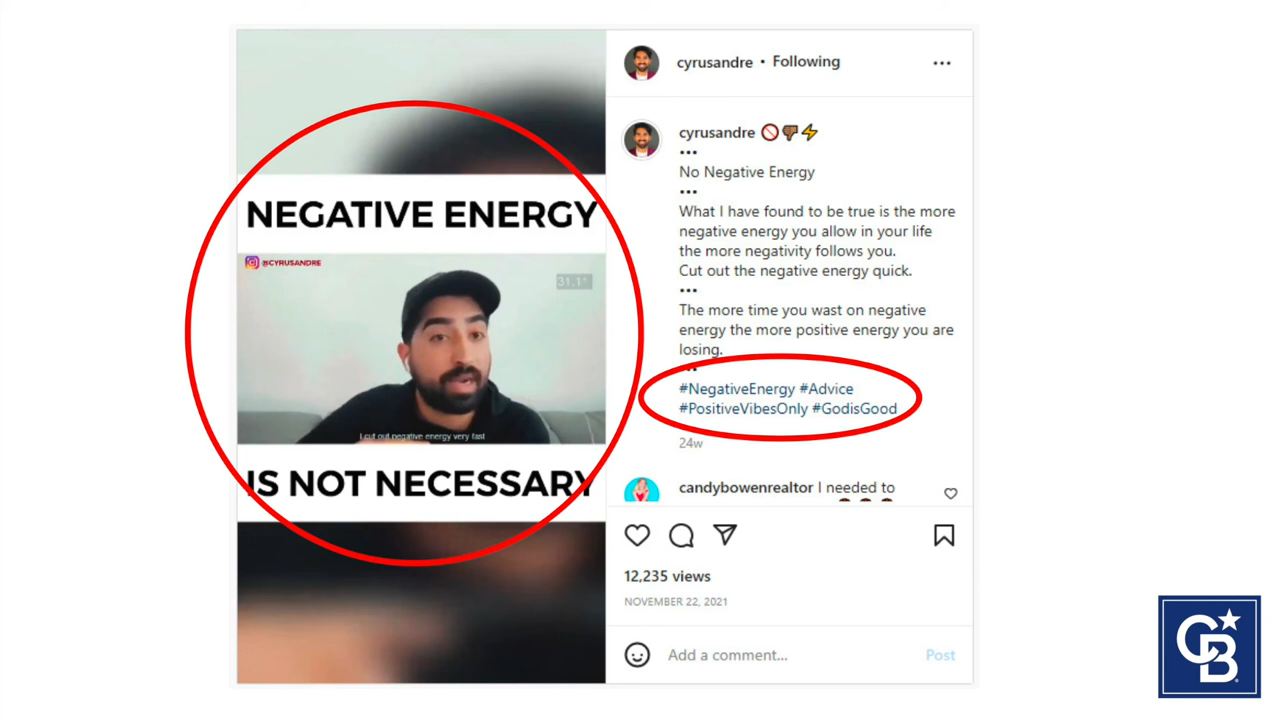 NEGATIVE ENERGY
@CYRUSANDRE
31.1
I cut out negative energy very fast
IS NOT NECESSARY
cyrusandre • Following
cyrusandre
•••
No Negative Energy
•••
What I have found to be true is the more
negative energy you allow in your life
the more negativity follows you.
Cut out the negative energy quick.
•••
The more time you wast on negative
energy the more positive energy you are
losing.
#NegativeEnergy #Advice
#PositiveVibesOnly #GodisGood
24w
candybowenrealtor I needed to
12,235 views
NOVEMBER 22, 2021
Add a comment...
Post
CB